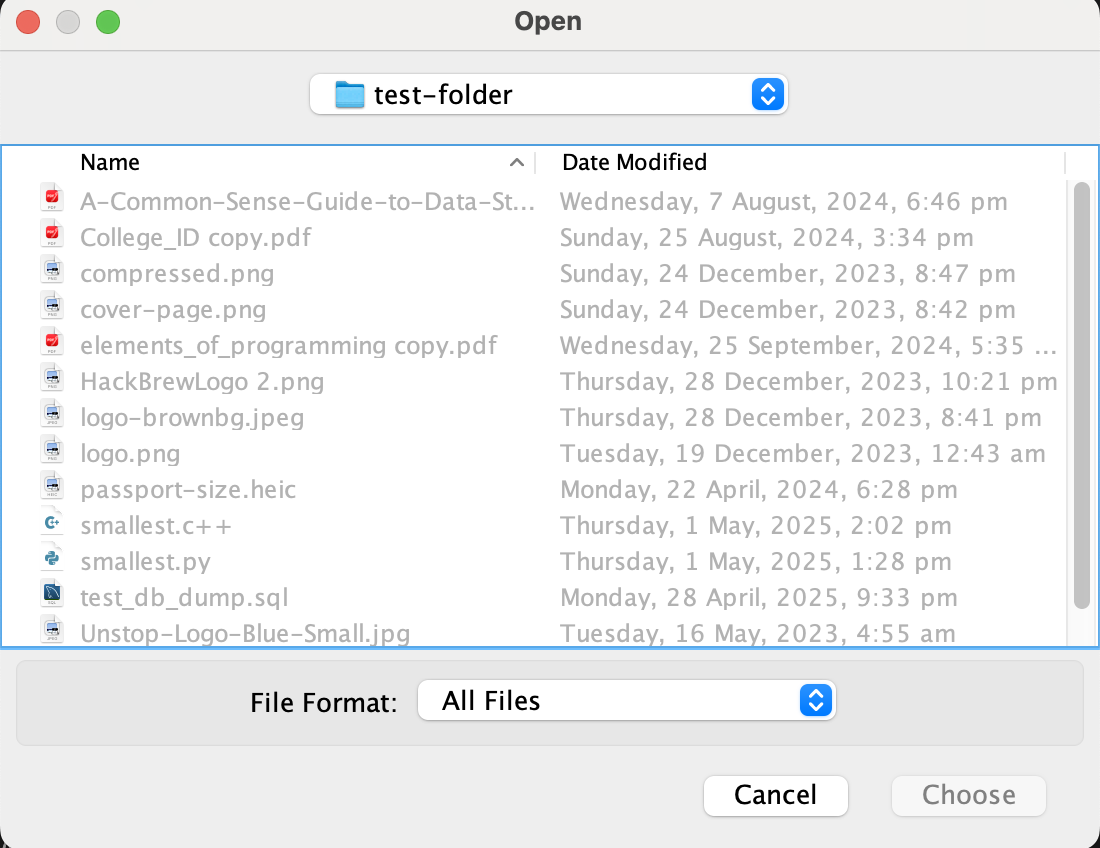 Open
test-folder
Name Date Modified
A-Common-Sense-Guide-to-Data-St... Wednesday, 7 August, 2024, 6:46 pm
College_ID copy.pdf Sunday, 25 August, 2024, 3:34 pm
compressed.png Sunday, 24 December, 2023, 8:47 pm
cover-page.png Sunday, 24 December, 2023, 8:42 pm
elements_of_programming copy.pdf Wednesday, 25 September, 2024, 5:35 ...
HackBrewLogo 2.png Thursday, 28 December, 2023, 10:21 pm
logo-brownbg.jpeg Thursday, 28 December, 2023, 8:41 pm
logo.png Tuesday, 19 December, 2023, 12:43 am
passport-size.heic Monday, 22 April, 2024, 6:28 pm
smallest.c++ Thursday, 1 May, 2025, 2:02 pm
smallest.py Thursday, 1 May, 2025, 1:28 pm
test_db_dump.sql Monday, 28 April, 2025, 9:33 pm
Unstop-Logo-Blue-Small.jpg Tuesday, 16 May, 2023, 4:55 am
File Format: All Files
Cancel Choose